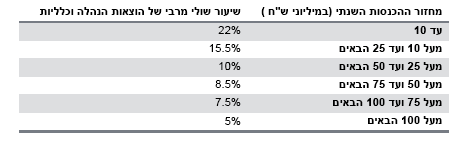 מחזור ההכנסות השנתי (במיליוני ש"ח ) שיעור שולי מרבי של הוצאות הנהלה וכלליות
עד 10 22%
מעל 10 ועד 25 הבאים 15.5%
מעל 25 ועד 50 הבאים 10%
מעל 50 ועד 75 הבאים 8.5%
מעל 75 ועד 100 הבאים 7.5%
מעל 100 הבאים 5%